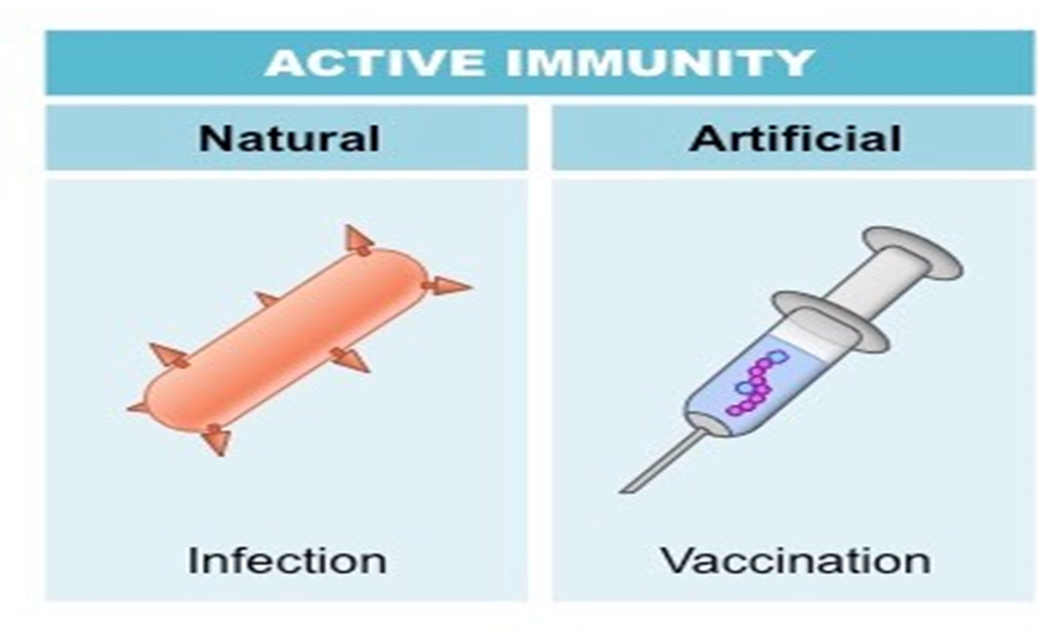 ACTIVE IMMUNITY
Natural
Artificial
Infection
Vaccination